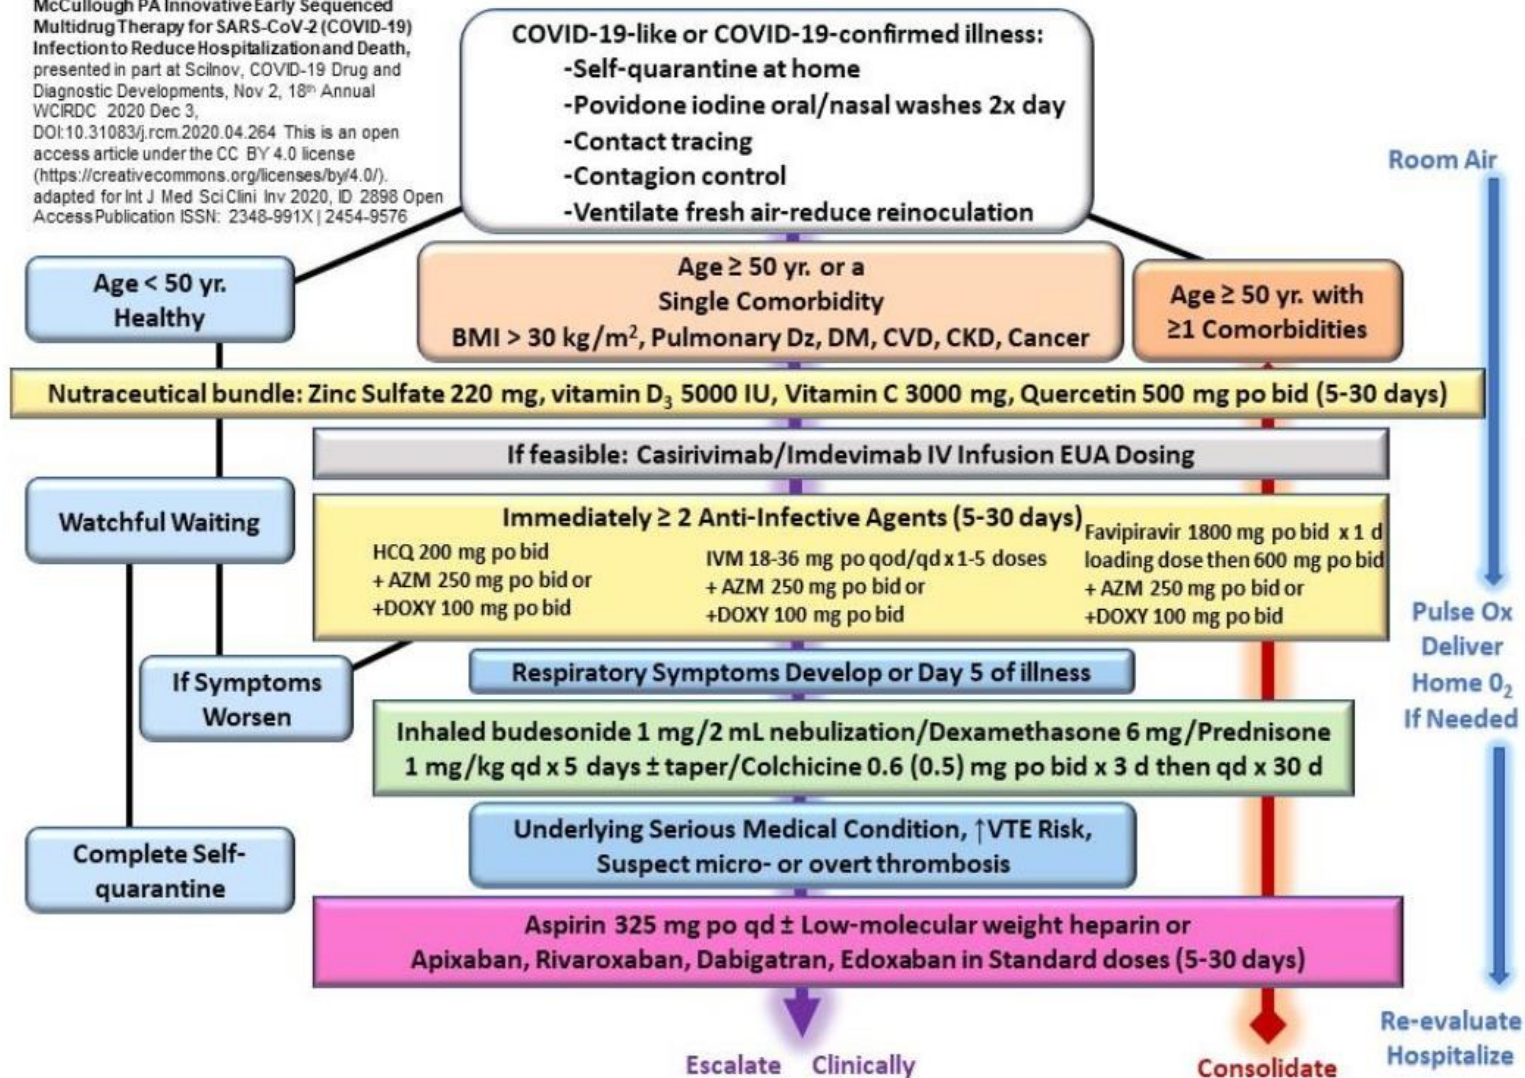 McCullough PA Innovative Early Sequenced
Multidrug Therapy for SARS-CoV-2 (COVID-19)
Infection to Reduce Hospitalization and Death,
presented in part at SciInov, COVID-19 Drug and
Diagnostic Developments, Nov 2, 18th Annual
WCIRDC 2020 Dec 3,
DOI:10.31083/j.rcm.2020.04.264 This is an open
access article under the CC BY 4.0 license
(https://creativecommons.org/licenses/by/4.0/).
adapted for Int J Med Sci Clini Inv 2020, ID 2898 Open
Access Publication ISSN: 2348-991X | 2454-9576
COVID-19-like or COVID-19-confirmed illness:
-Self-quarantine at home
-Povidone iodine oral/nasal washes 2x day
-Contact tracing
-Contagion control
-Ventilate fresh air-reduce reinoculation
Room Air
Age < 50 yr.
Healthy
Age ≥ 50 yr. or a
Single Comorbidity
BMI > 30 kg/m², Pulmonary Dz, DM, CVD, CKD, Cancer
Age ≥ 50 yr. with
≥1 Comorbidities
Nutraceutical bundle: Zinc Sulfate 220 mg, vitamin D₃ 5000 IU, Vitamin C 3000 mg, Quercetin 500 mg po bid (5-30 days)
If feasible: Casirivimab/Imdevimab IV Infusion EUA Dosing
Watchful Waiting
Immediately ≥ 2 Anti-Infective Agents (5-30 days)
HCQ 200 mg po bid
+ AZM 250 mg po bid or
+DOXY 100 mg po bid
IVM 18-36 mg po qod/qd x 1-5 doses
+ AZM 250 mg po bid or
+DOXY 100 mg po bid
Favipiravir 1800 mg po bid x 1 d
loading dose then 600 mg po bid
+ AZM 250 mg po bid or
+DOXY 100 mg po bid
Pulse Ox
Deliver
Home 0₂
If Needed
If Symptoms
Worsen
Respiratory Symptoms Develop or Day 5 of illness
Inhaled budesonide 1 mg/2 mL nebulization/Dexamethasone 6 mg/Prednisone
1 mg/kg qd x 5 days ± taper/Colchicine 0.6 (0.5) mg po bid x 3 d then qd x 30 d
Underlying Serious Medical Condition, ↑VTE Risk,
Suspect micro- or overt thrombosis
Complete Self-
quarantine
Aspirin 325 mg po qd ± Low-molecular weight heparin or
Apixaban, Rivaroxaban, Dabigatran, Edoxaban in Standard doses (5-30 days)
Escalate Clinically
Consolidate
Re-evaluate
Hospitalize